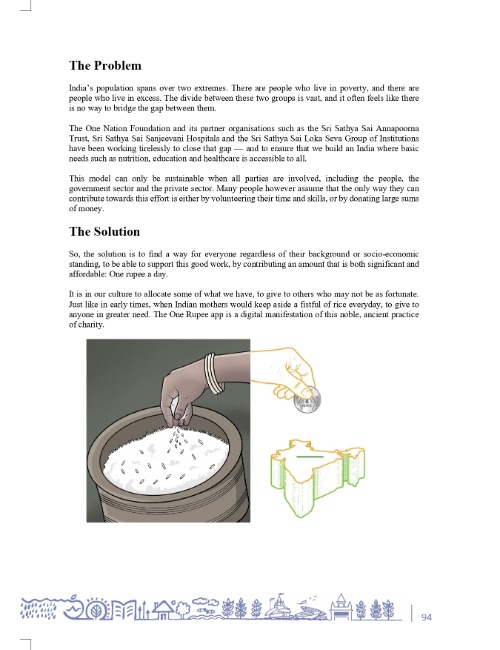 The Problem
India's population spans over two extremes. There are people who live in poverty, and there are
people who live in excess. The divide between these two groups is vast, and it often feels like there
is no way to bridge the gap between them.
The One Nation Foundation and its partner organisations such as the Sri Sathya Sai Annapoorna
Trust, Sri Sathya Sai Sanjeevani Hospitals and the Sri Sathya Sai Loka Seva Group of Institutions
have been working tirelessly to close that gap — and to ensure that we build an India where basic
needs such as nutrition, education and healthcare is accessible to all.
This model can only be sustainable when all parties are involved, including the people, the
government sector and the private sector. Many people however assume that the only way they can
contribute towards this effort is either by volunteering their time and skills, or by donating large sums
of money.
The Solution
So, the solution is to find a way for everyone regardless of their background or socio-economic
standing, to be able to support this good work, by contributing an amount that is both significant and
affordable: One rupee a day.
It is in our culture to allocate some of what we have, to give to others who may not be as fortunate.
Just like in early times, when Indian mothers would keep aside a fistful of rice everyday, to give to
anyone in greater need. The One Rupee app is a digital manifestation of this noble, ancient practice
of charity.
94